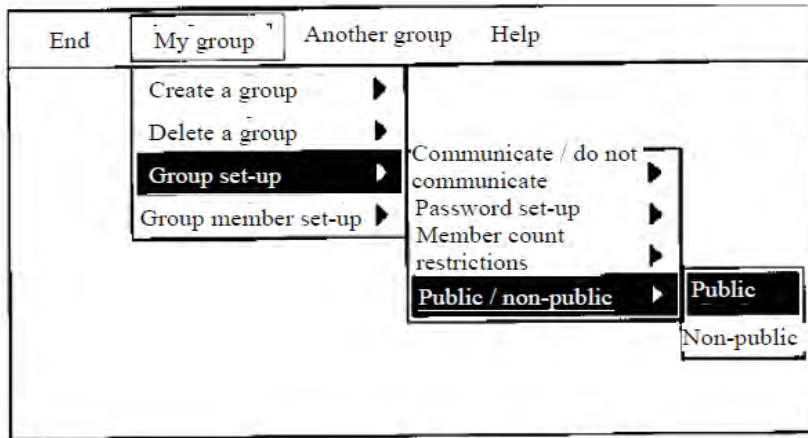 End My group Another group Help
Create a group
Delete a group
Group set-up
Group member set-up
Communicate / do not
communicate
Password set-up
Member count
restrictions
Public / non-public
Public
Non-public